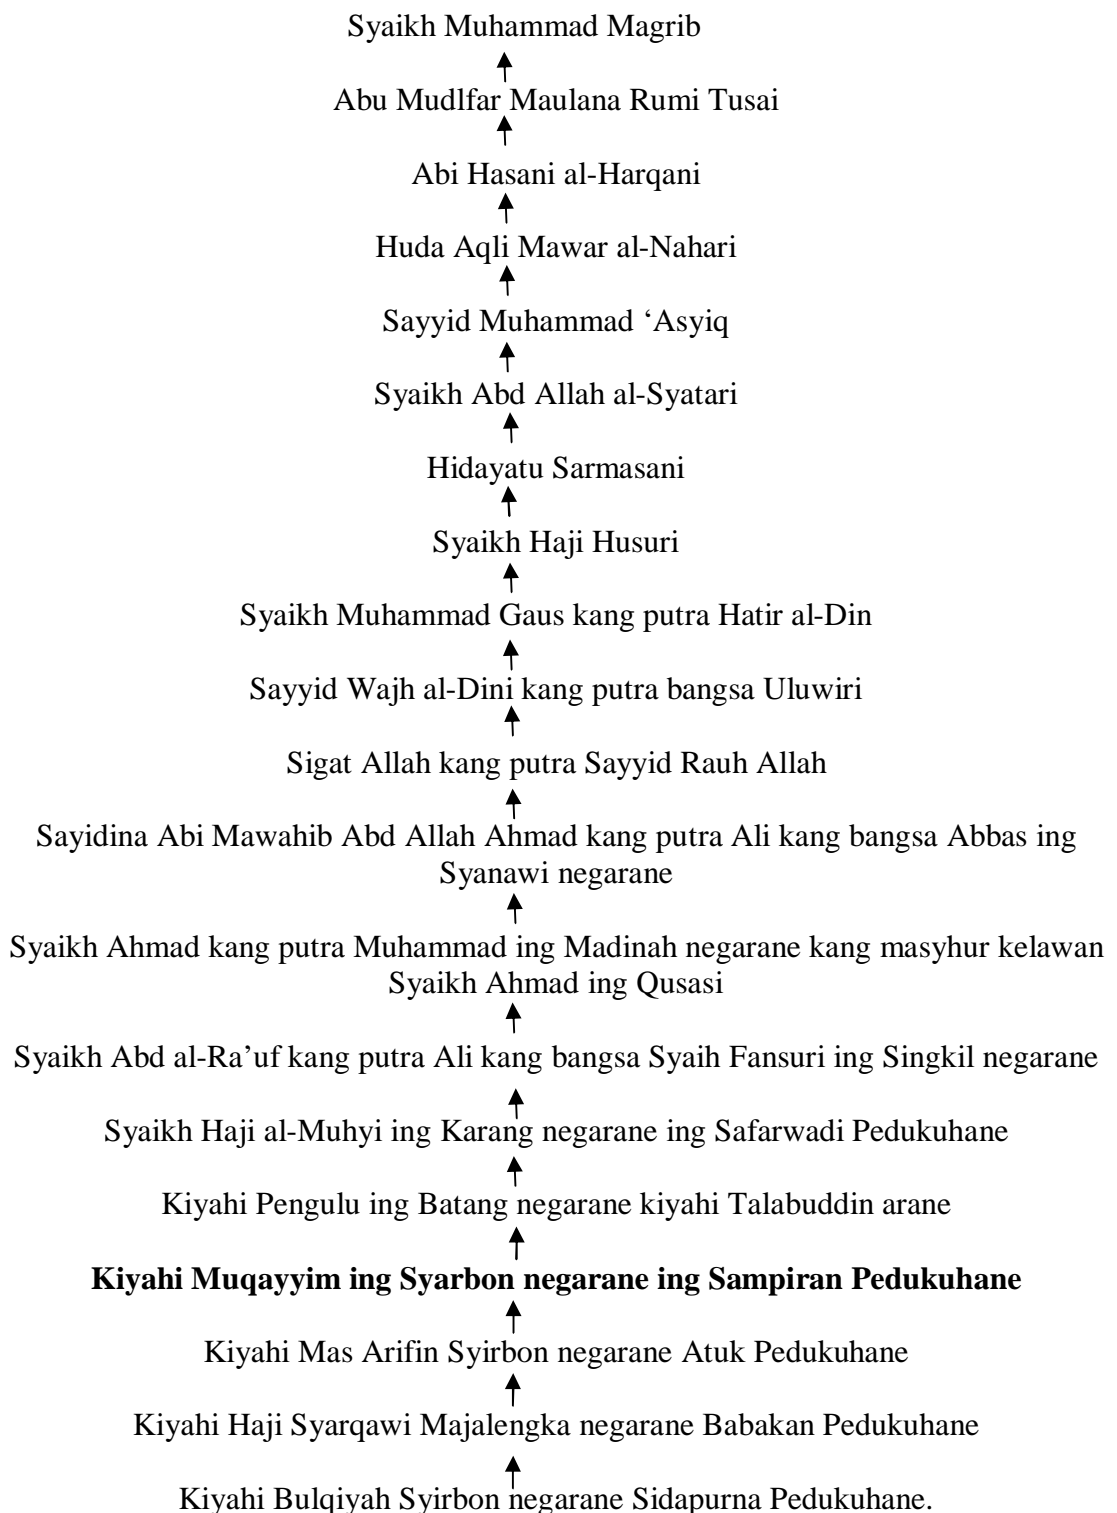 Syaikh Muhammad Magrib
Abu Mudlfar Maulana Rumi Tusai
Abi Hasani al-Harqani
Huda Aqli Mawar al-Nahari
Sayyid Muhammad ‘Asyiq
Syaikh Abd Allah al-Syatari
Hidayatu Sarmasani
Syaikh Haji Husuri
Syaikh Muhammad Gaus kang putra Hatir al-Din
Sayyid Wajh al-Dini kang putra bangsa Uluwiri
Sigat Allah kang putra Sayyid Rauh Allah
Sayidina Abi Mawahib Abd Allah Ahmad kang putra Ali kang bangsa Abbas ing
Syanawi negarane
Syaikh Ahmad kang putra Muhammad ing Madinah negarane kang masyhur kelawan
Syaikh Ahmad ing Qusasi
Syaikh Abd al-Ra’uf kang putra Ali kang bangsa Syaih Fansuri ing Singkil negarane
Syaikh Haji al-Muhyi ing Karang negarane ing Safarwadi Pedukuhane
Kiyahi Pengulu ing Batang negarane kiyahi Talabuddin arane
Kiyahi Muqayyim ing Syarbon negarane ing Sampiran Pedukuhane
Kiyahi Mas Arifin Syirbon negarane Atuk Pedukuhane
Kiyahi Haji Syarqawi Majalengka negarane Babakan Pedukuhane
Kiyahi Bulqiyah Syirbon negarane Sidapurna Pedukuhane.